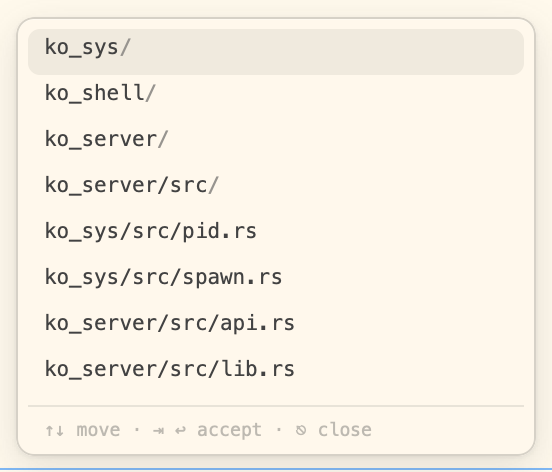 ko_sys/
ko_shell/
ko_server/
ko_server/src/
ko_sys/src/pid.rs
ko_sys/src/spawn.rs
ko_server/src/api.rs
ko_server/src/lib.rs
↑↓ move · ⇥ ↩ accept · ⎋ close